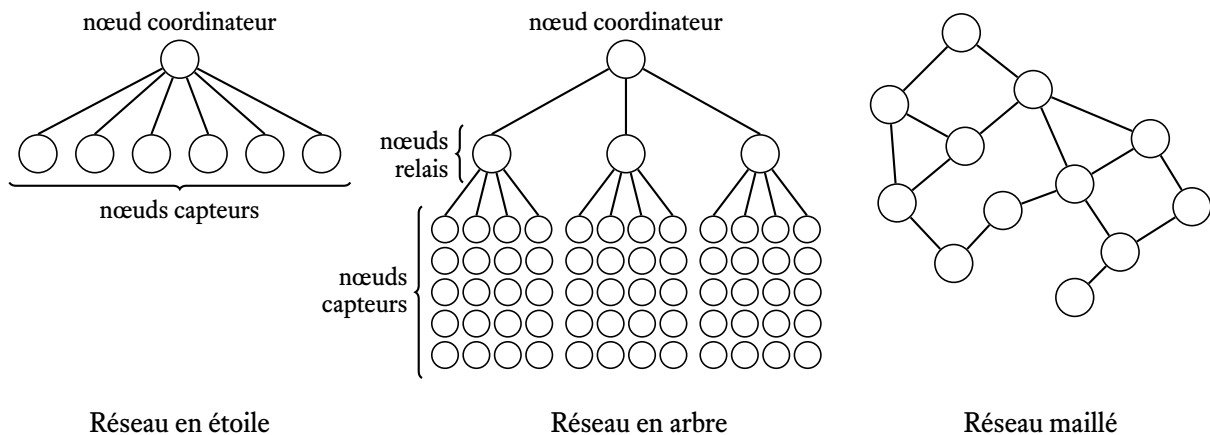 nœud coordinateur
nœuds capteurs
Réseau en étoile
nœud coordinateur
nœuds
relais
nœuds
capteurs
Réseau en arbre
Réseau maillé